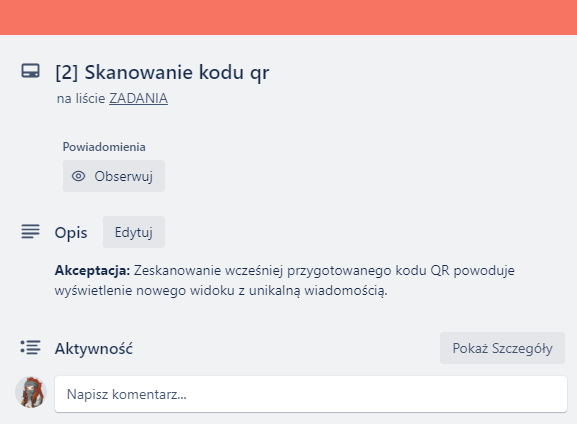 [2] Skanowanie kodu qr
na liście ZADANIA
Powiadomienia
Obserwuj
Opis
Edytuj
Akceptacja: Zeskanowanie wcześniej przygotowanego kodu QR powoduje
wyświetlenie nowego widoku z unikalną wiadomością.
Aktywność
Pokaż Szczegóły
Napisz komentarz...